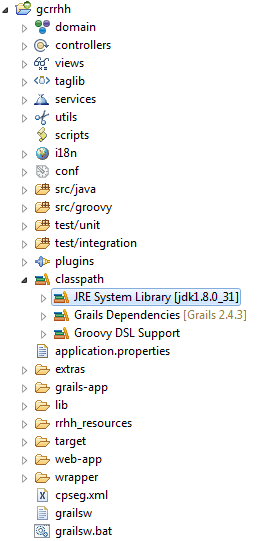 gcrrhh
domain
controllers
views
taglib
services
utils
scripts
i18n
conf
src/java
src/groovy
test/unit
test/integration
plugins
classpath
JRE System Library [jdk1.8.0_31]
Grails Dependencies [Grails 2.4.3]
Groovy DSL Support
application.properties
extras
grails-app
lib
rrhh_resources
target
web-app
wrapper
cpseg.xml
grailsw
grailsw.bat